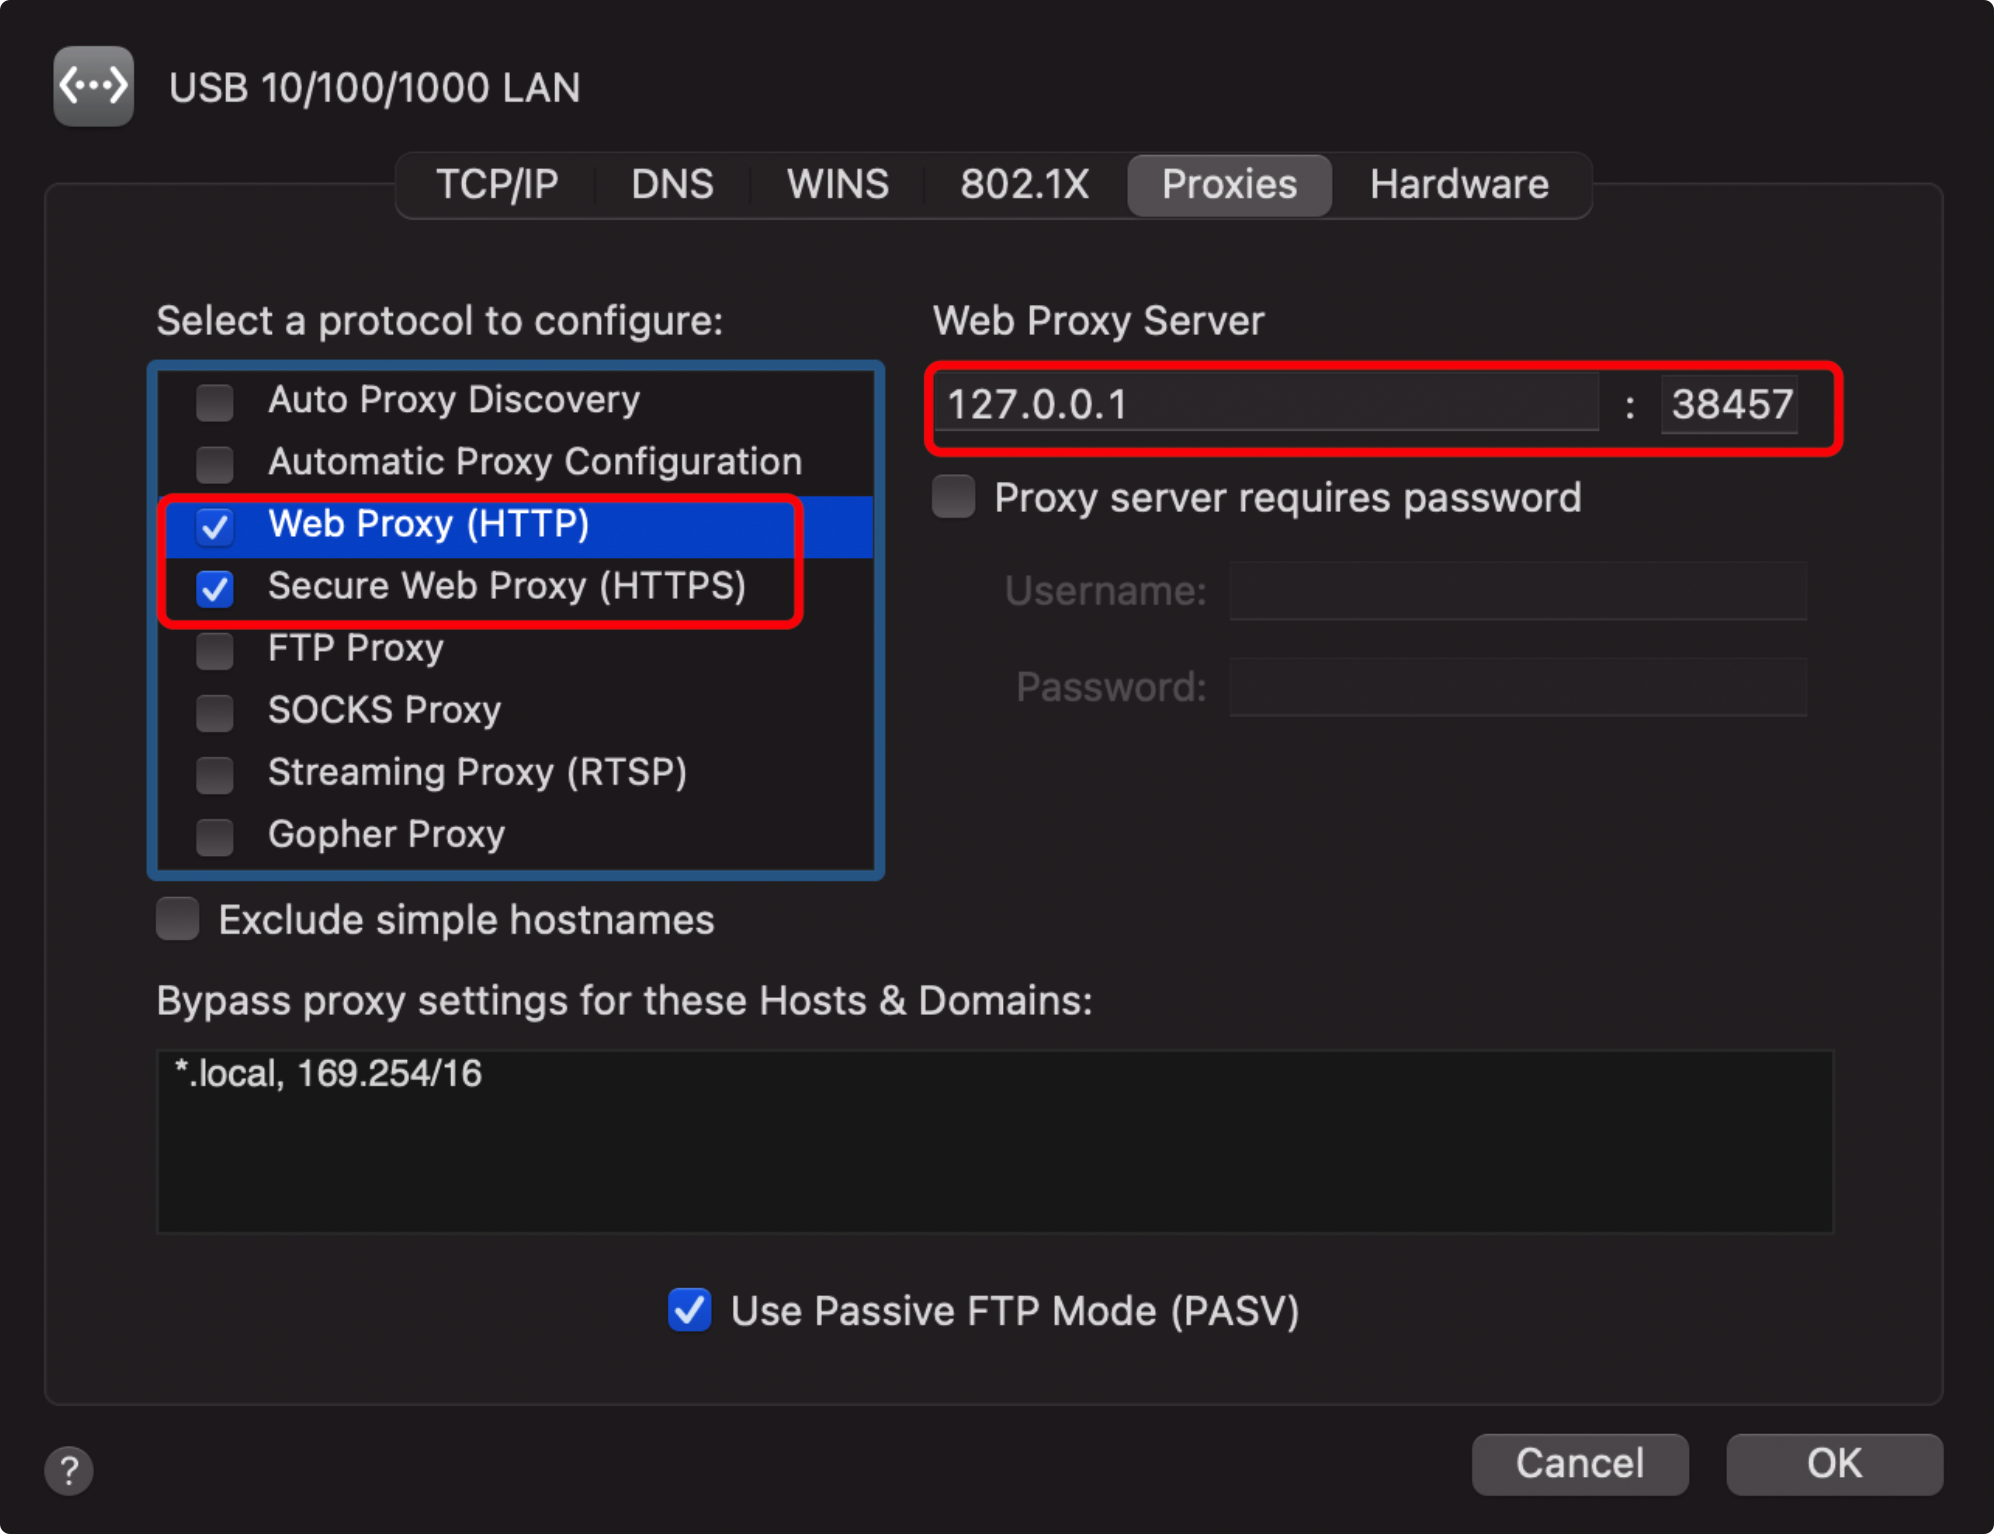 USB 10/100/1000 LAN
TCP/IP DNS WINS 802.1X Proxies Hardware
Select a protocol to configure:
Auto Proxy Discovery
Automatic Proxy Configuration
Web Proxy (HTTP)
Secure Web Proxy (HTTPS)
FTP Proxy
SOCKS Proxy
Streaming Proxy (RTSP)
Gopher Proxy
Exclude simple hostnames
Web Proxy Server
127.0.0.1 : 38457
Proxy server requires password
Username:
Password:
Bypass proxy settings for these Hosts & Domains:
*.local, 169.254/16
Use Passive FTP Mode (PASV)
? Cancel OK